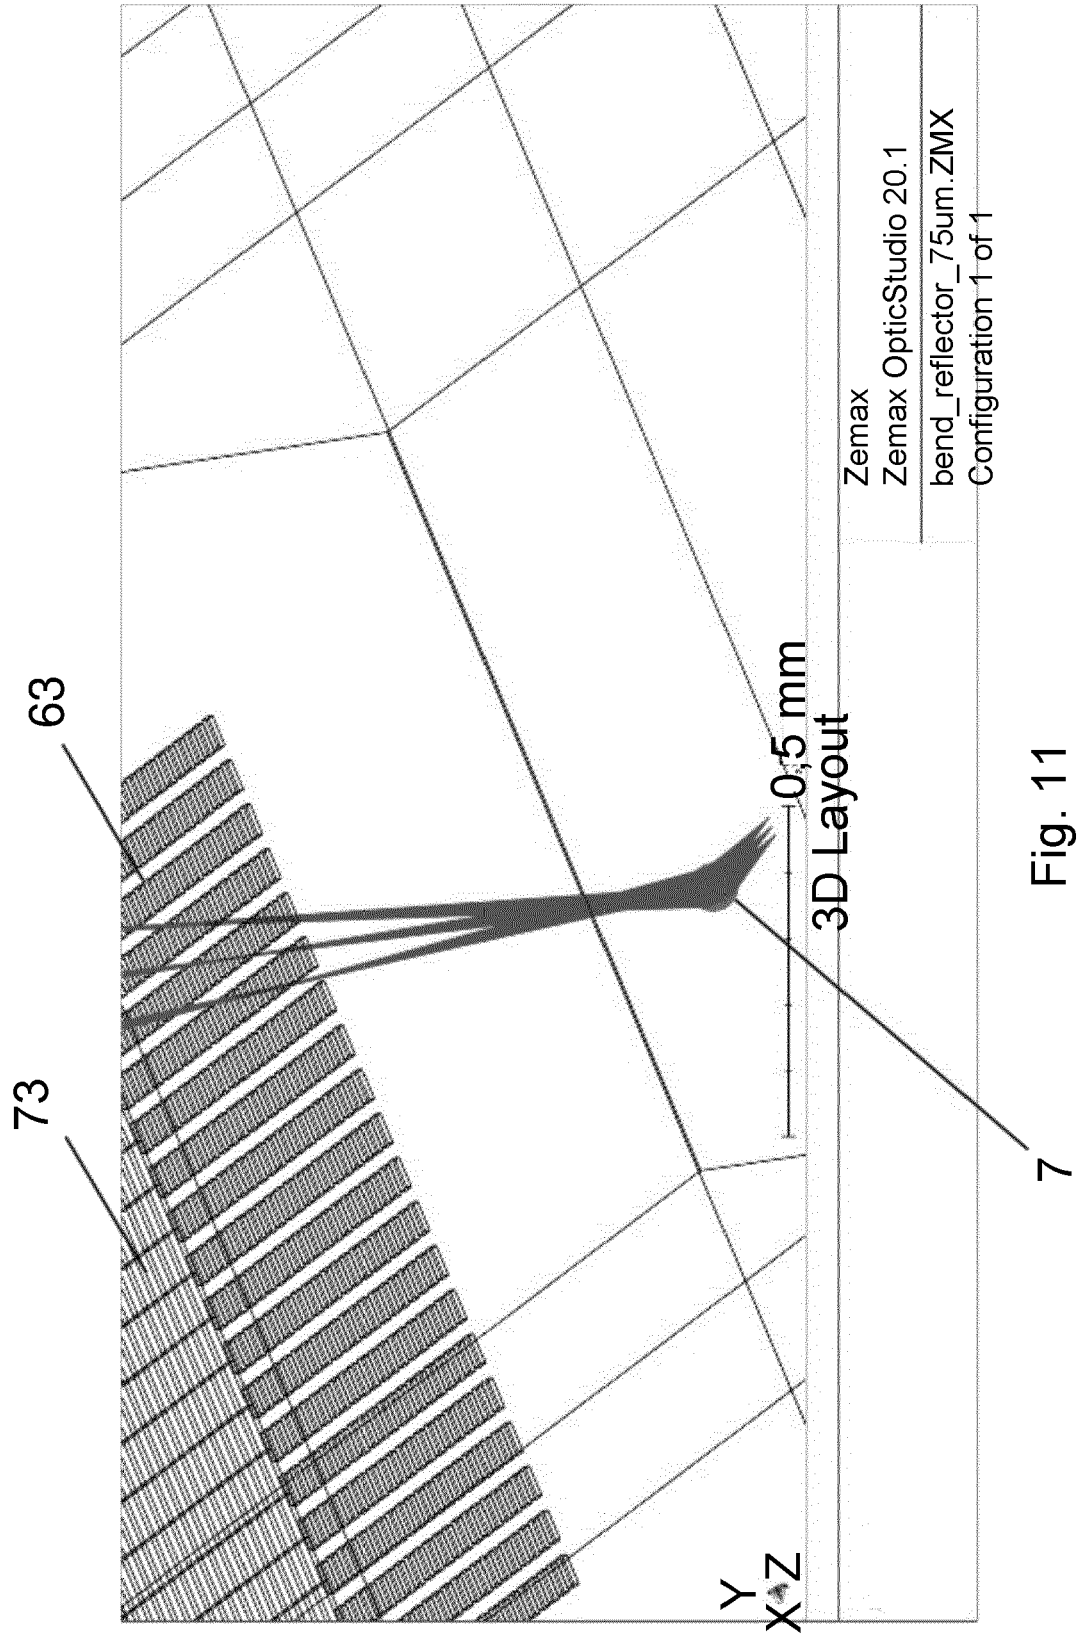 73
63
7
Y
X Z
0,5 mm
3D Layout
Zemax
Zemax OpticStudio 20.1
bend_reflector_75um.ZMX
Configuration 1 of 1
Fig. 11